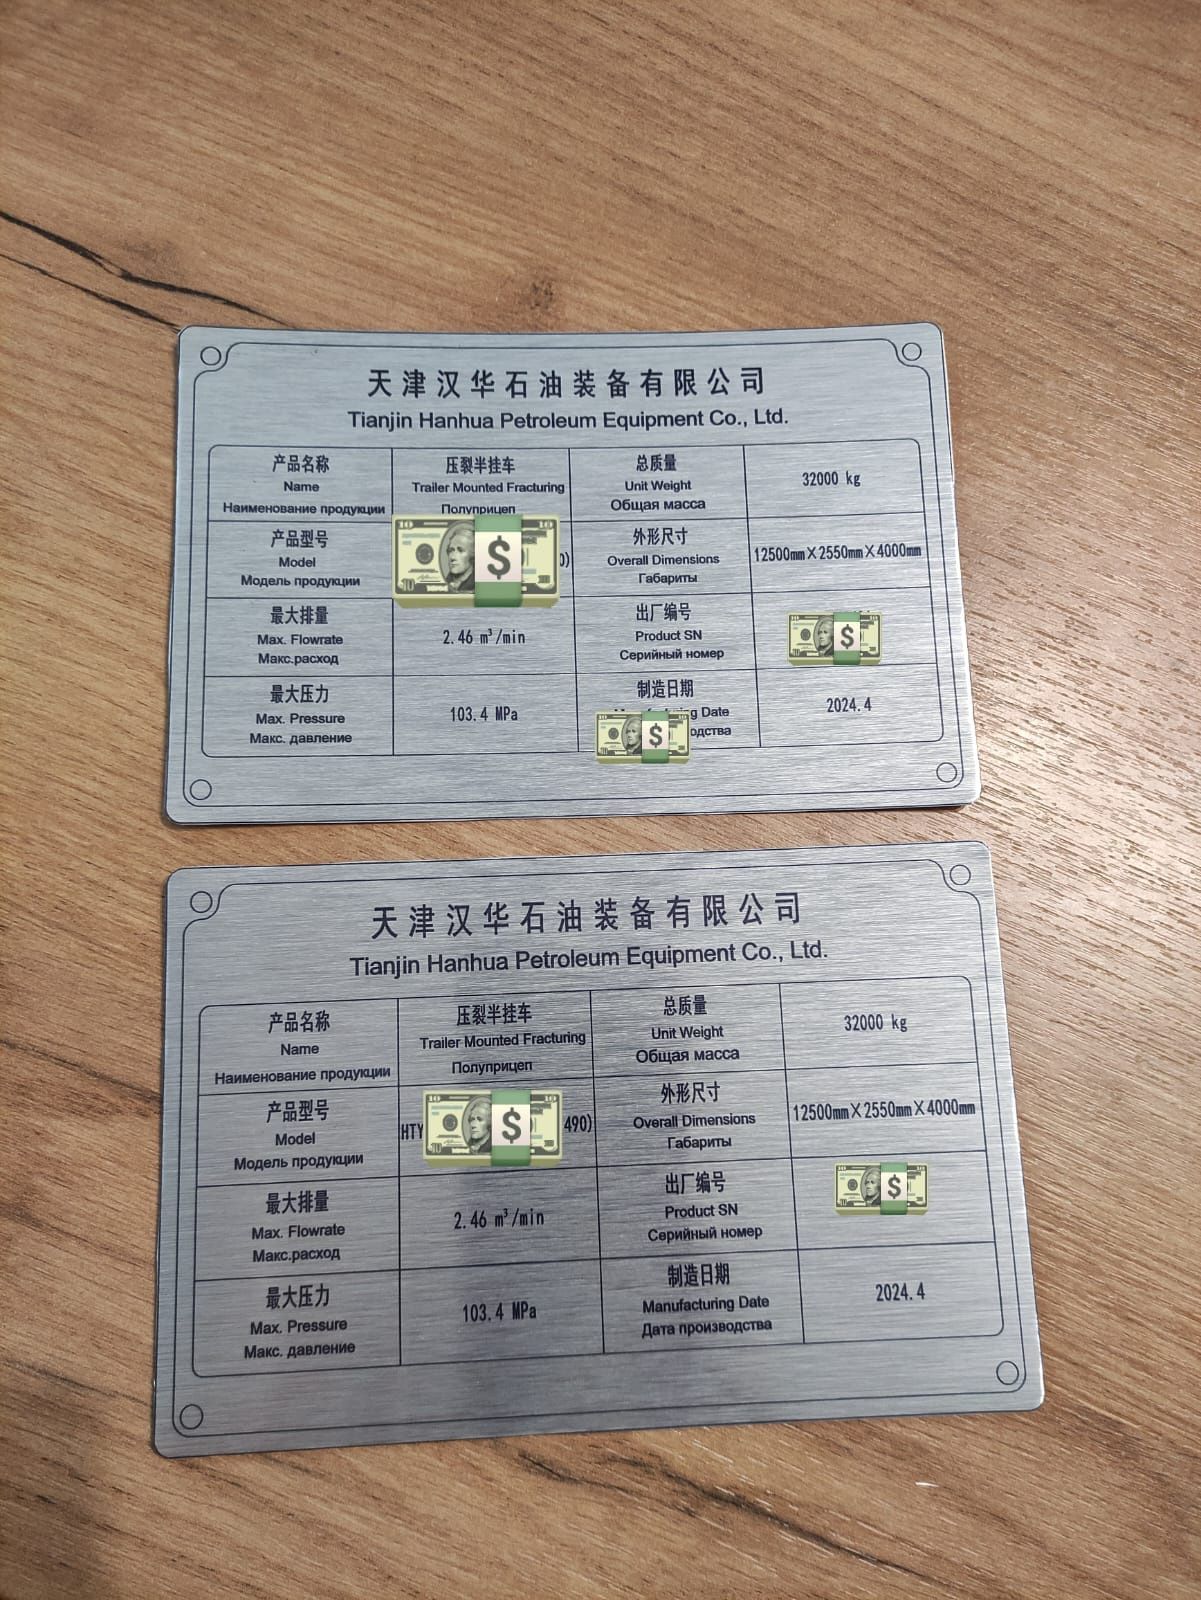 天津汉华石油装备有限公司
Tianjin Hanhua Petroleum Equipment Co., Ltd.
产品名称
Name
Наименование продукции
压裂半挂车
Trailer Mounted Fracturing
Полуприцеп
总质量
Unit Weight
Общая масса
32000 kg
产品型号
Model
Модель продукции
0)
外形尺寸
Overall Dimensions
Габариты
12500mm×2550mm×4000mm
最大排量
Max. Flowrate
Макс.расход
2.46 m³/min
出厂编号
Product SN
Серийный номер
最大压力
Max. Pressure
Макс. давление
103.4 MPa
制造日期
g Date
одства
2024.4
天津汉华石油装备有限公司
Tianjin Hanhua Petroleum Equipment Co., Ltd.
产品名称
Name
Наименование продукции
压裂半挂车
Trailer Mounted Fracturing
Полуприцеп
总质量
Unit Weight
Общая масса
32000 kg
产品型号
Model
Модель продукции
HTY 490)
外形尺寸
Overall Dimensions
Габариты
12500mm×2550mm×4000mm
最大排量
Max. Flowrate
Макс.расход
2.46 m³/min
出厂编号
Product SN
Серийный номер
最大压力
Max. Pressure
Макс. давление
103.4 MPa
制造日期
Manufacturing Date
Дата производства
2024.4